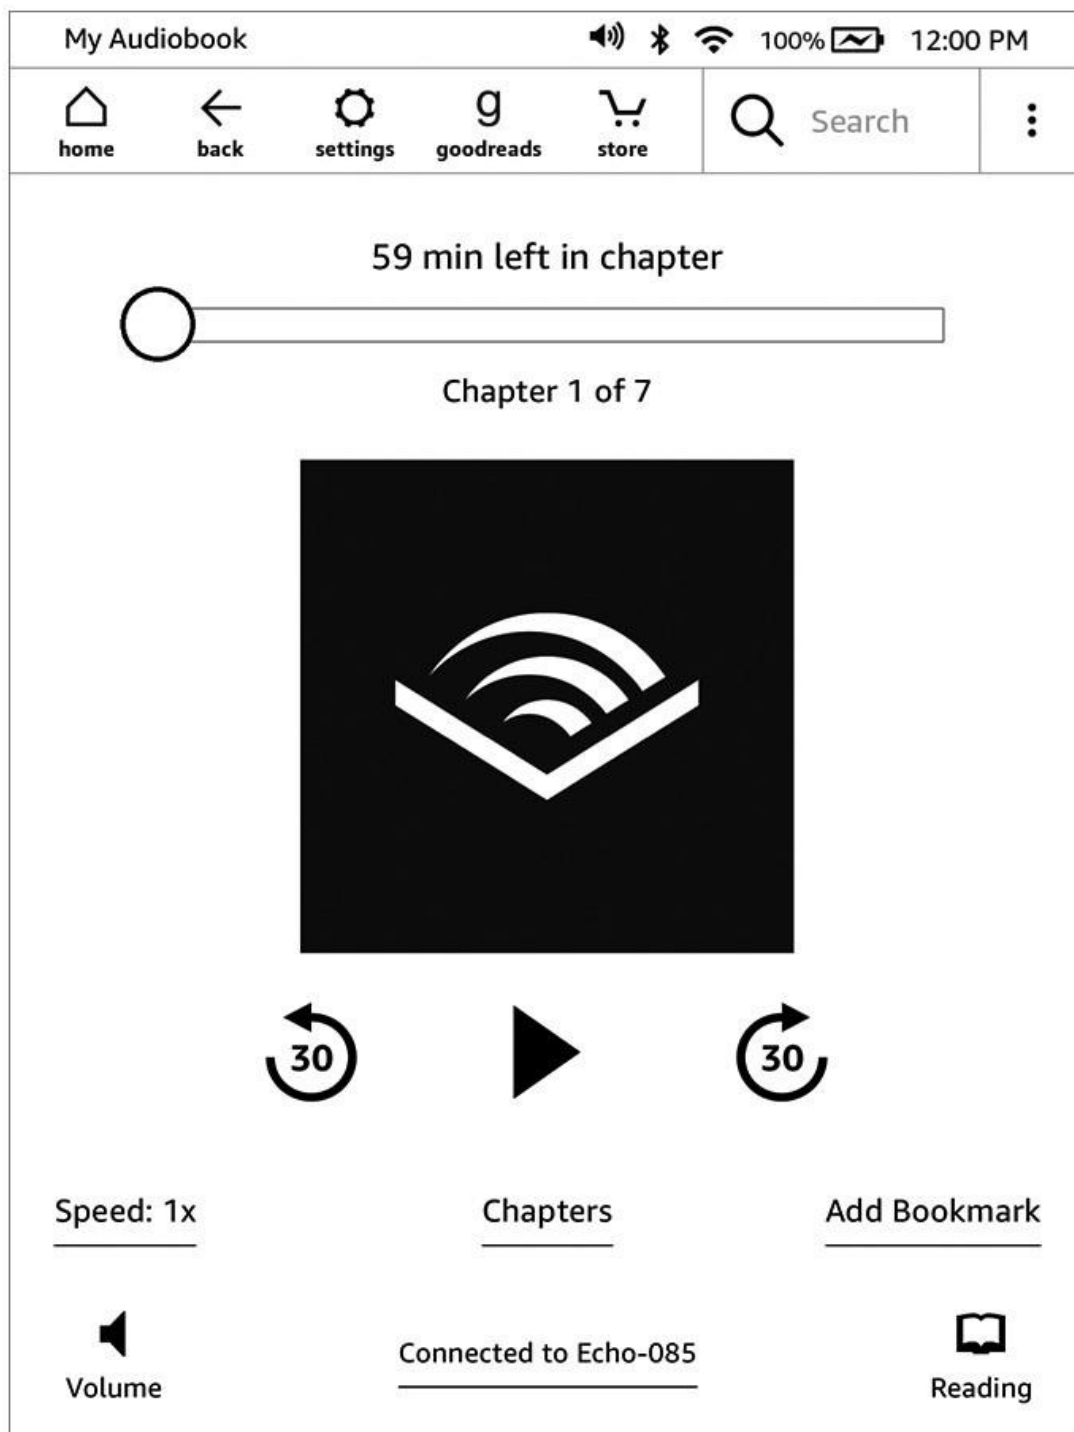 My Audiobook 100% 12:00 PM
home back settings g goodreads store Search
59 min left in chapter
Chapter 1 of 7
30 30
Speed: 1x Chapters Add Bookmark
Volume Connected to Echo-085 Reading